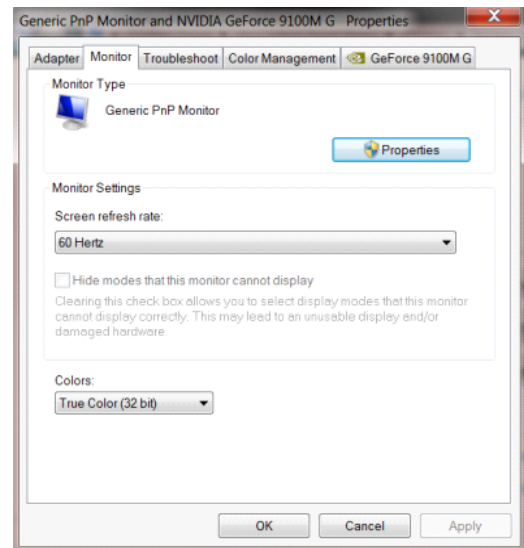 Generic PnP Monitor and NVIDIA GeForce 9100M G Properties
Adapter Monitor Troubleshoot Color Management GeForce 9100M G
Monitor Type
Generic PnP Monitor
Properties
Monitor Settings
Screen refresh rate:
60 Hertz
Hide modes that this monitor cannot display
Clearing this check box allows you to select display modes that this monitor
cannot display correctly. This may lead to an unusable display and/or
damaged hardware.
Colors:
True Color (32 bit)
OK Cancel Apply